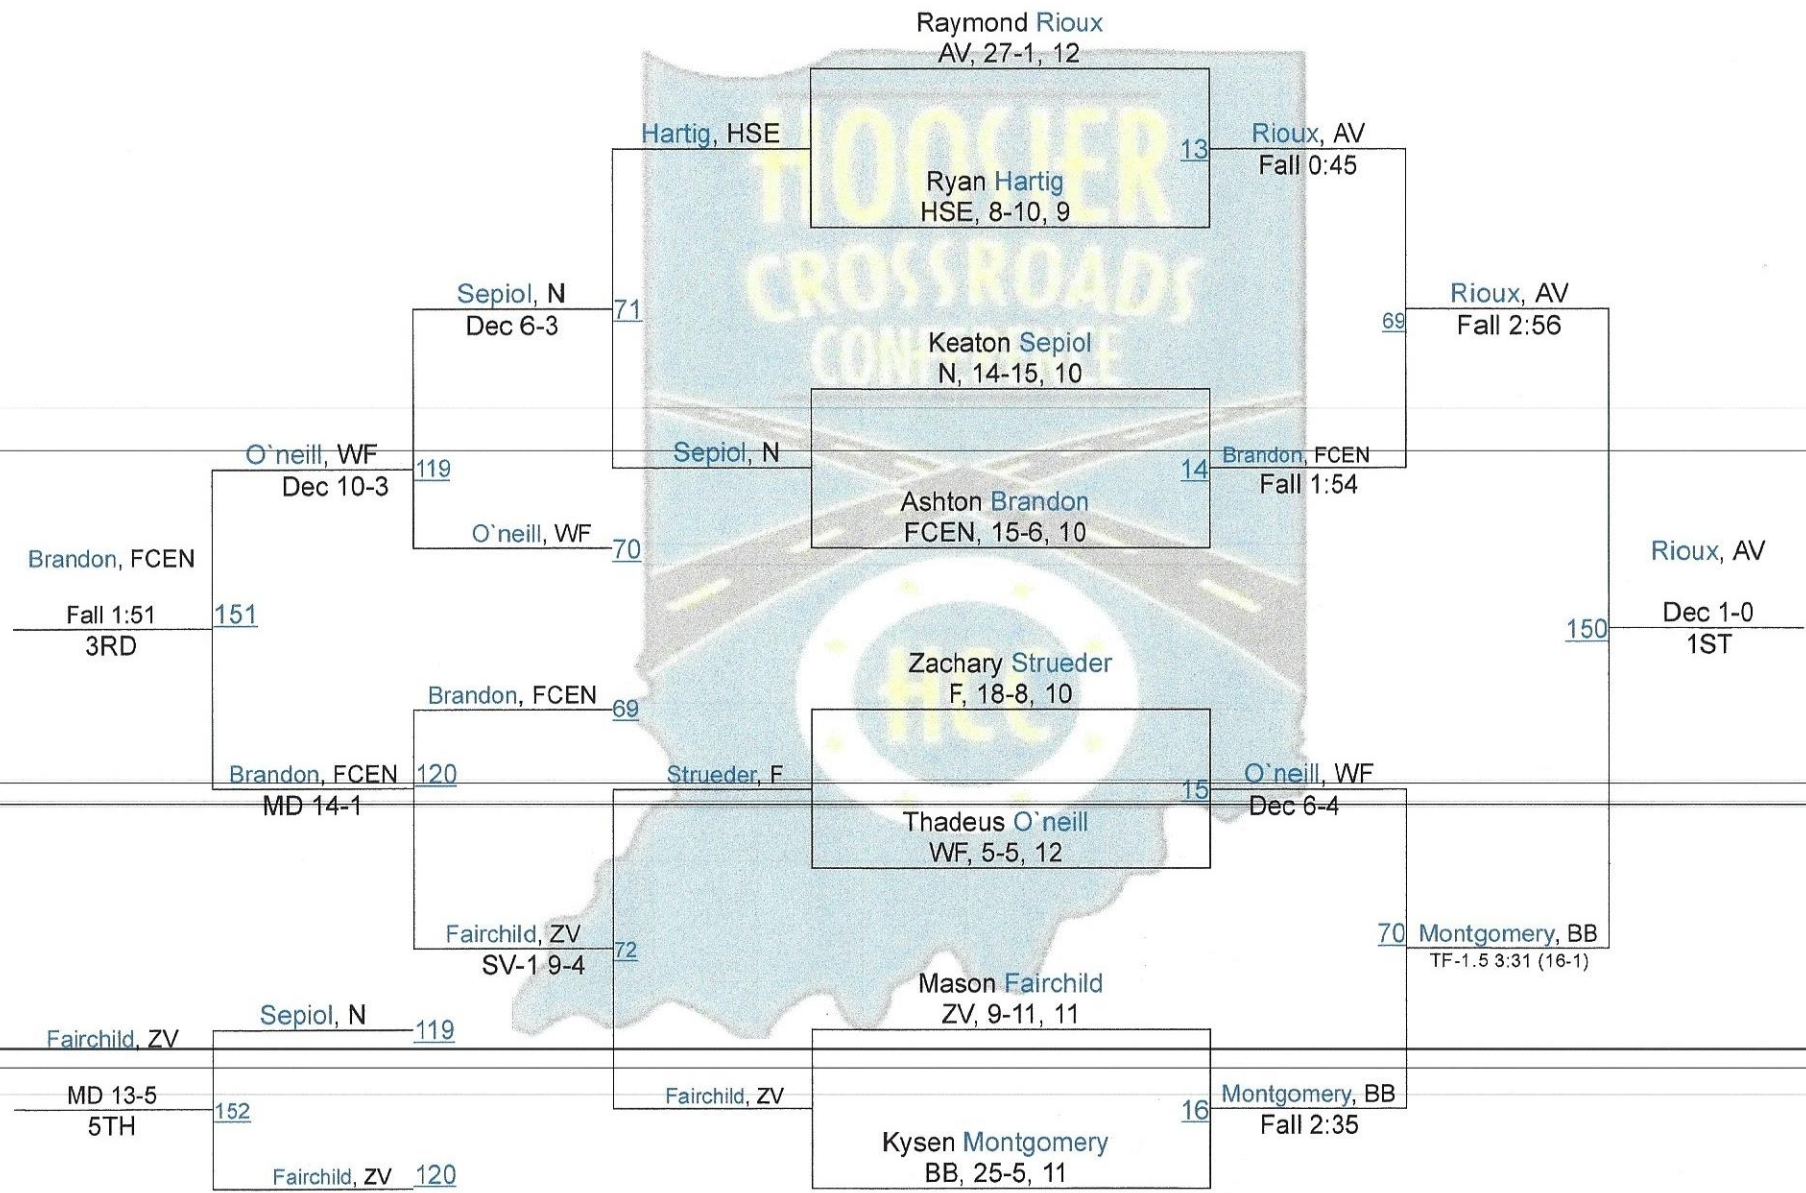 Raymond Rioux
AV, 27-1, 12
HOOSIER
CROSSROADS
CONFERENCE
HCC
Hartig, HSE
13
Rioux, AV
Fall 0:45
Ryan Hartig
HSE, 8-10, 9
Sepiol, N
Dec 6-3
71
69
Rioux, AV
Fall 2:56
Keaton Sepiol
N, 14-15, 10
O`neill, WF
Dec 10-3
119
Sepiol, N
14
Brandon, FCEN
Fall 1:54
Ashton Brandon
FCEN, 15-6, 10
O`neill, WF
70
Brandon, FCEN
Fall 1:51
3RD
151
Rioux, AV
Dec 1-0
1ST
150
Zachary Strueder
F, 18-8, 10
Brandon, FCEN
69
Brandon, FCEN
MD 14-1
120
Strueder, F
15
O`neill, WF
Dec 6-4
Thadeus O`neill
WF, 5-5, 12
Fairchild, ZV
SV-1 9-4
72
70
Montgomery, BB
TF-1.5 3:31 (16-1)
Mason Fairchild
ZV, 9-11, 11
Sepiol, N
119
Fairchild, ZV
MD 13-5
5TH
152
Fairchild, ZV
16
Montgomery, BB
Fall 2:35
Kysen Montgomery
BB, 25-5, 11
Fairchild, ZV
120